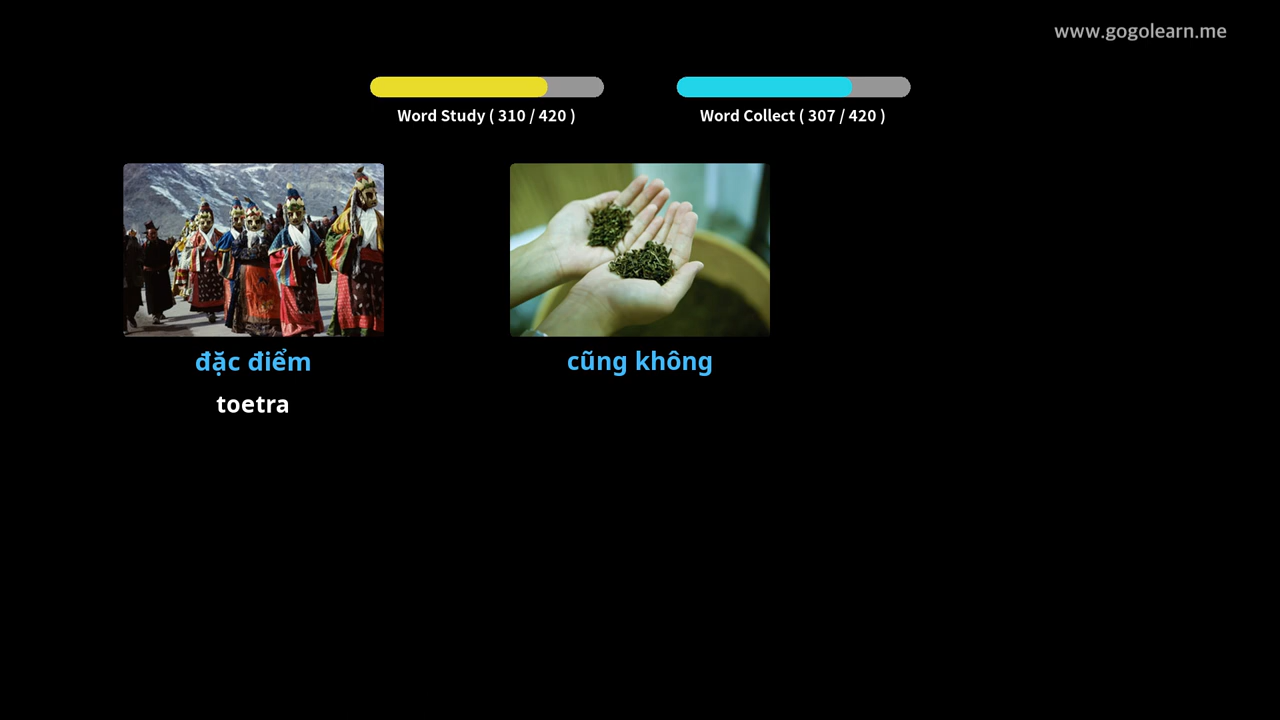 www.gogolearn.me
Word Study ( 310 / 420 )
Word Collect ( 307 / 420 )
đặc điểm
toetra
cũng không